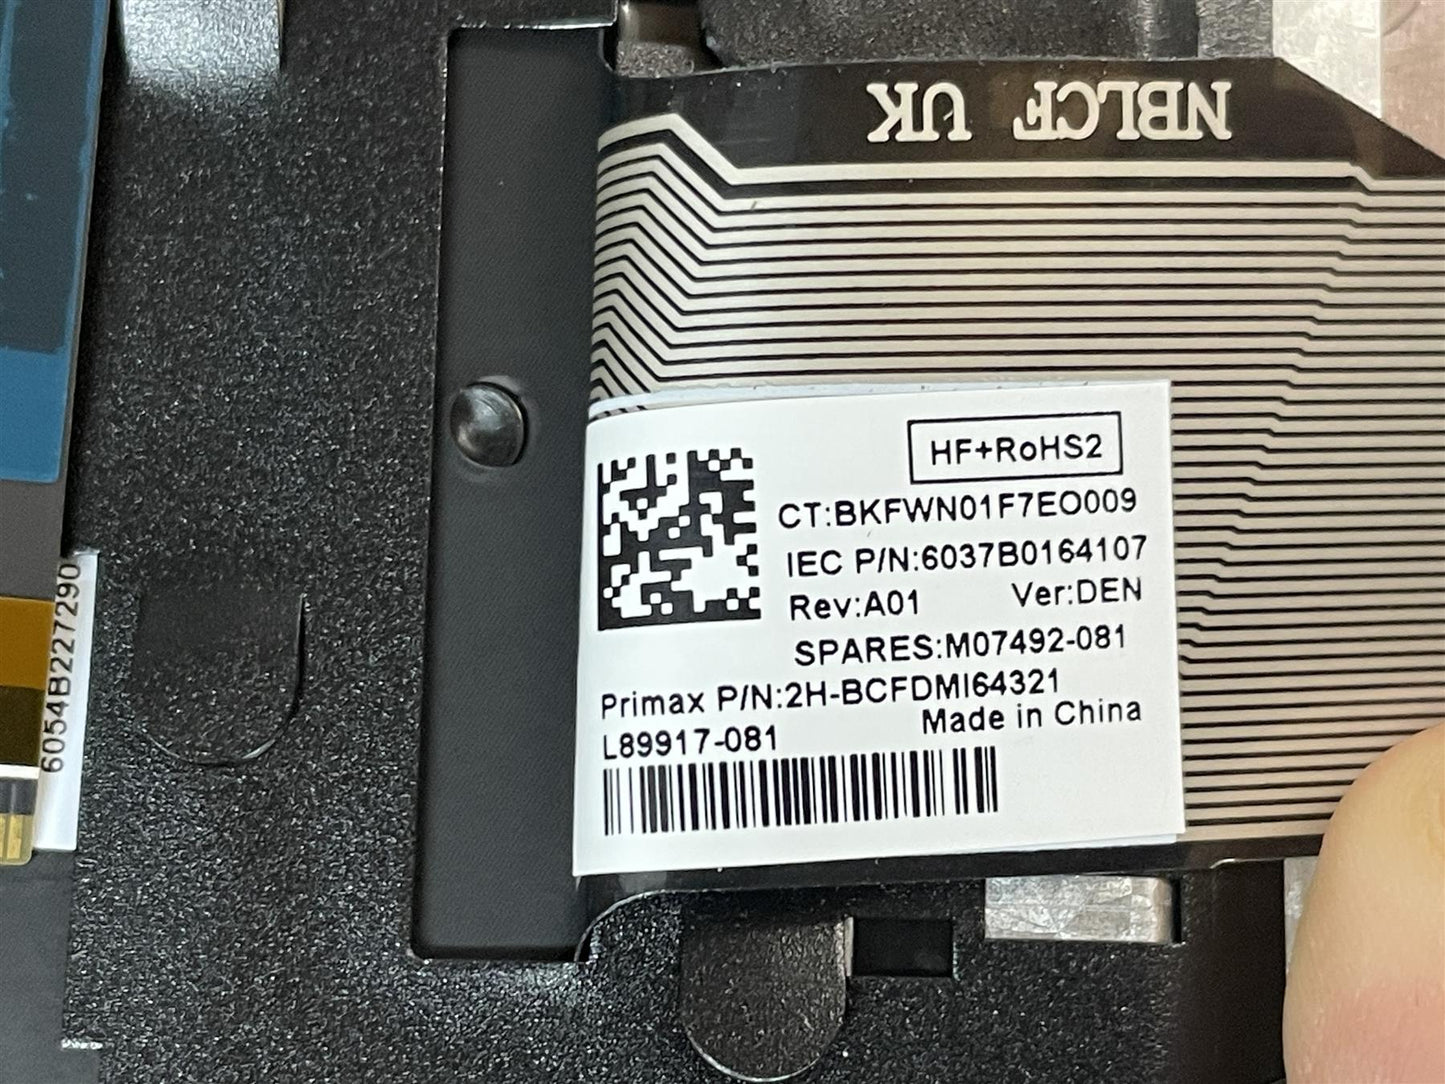 NBLCF UK
HF+RoHS2
CT:BKFWN01F7EO009
IEC P/N:6037B0164107
Rev:A01 Ver:DEN
SPARES:M07492-081
Primax P/N:2H-BCFDMI64321
Made in China
L89917-081
6054B227290